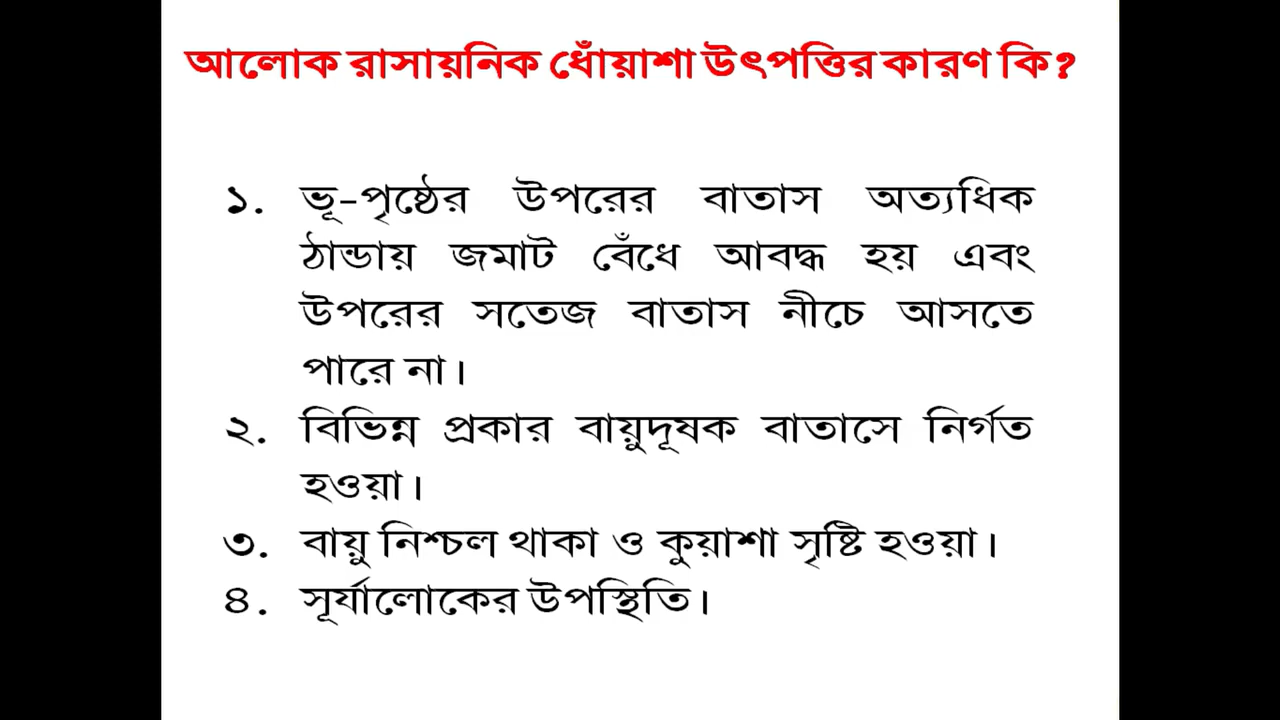 আলোক রাসায়নিক ধোঁয়াশা উৎপত্তির কারণ কি?
১. ভূ-পৃষ্ঠের উপরের বাতাস অত্যধিক
ঠান্ডায় জমাট বেঁধে আবদ্ধ হয় এবং
উপরের সতেজ বাতাস নীচে আসতে
পারে না।
২. বিভিন্ন প্রকার বায়ুদূষক বাতাসে নির্গত
হওয়া।
৩. বায়ু নিশ্চল থাকা ও কুয়াশা সৃষ্টি হওয়া।
৪. সূর্যালোকের উপস্থিতি।